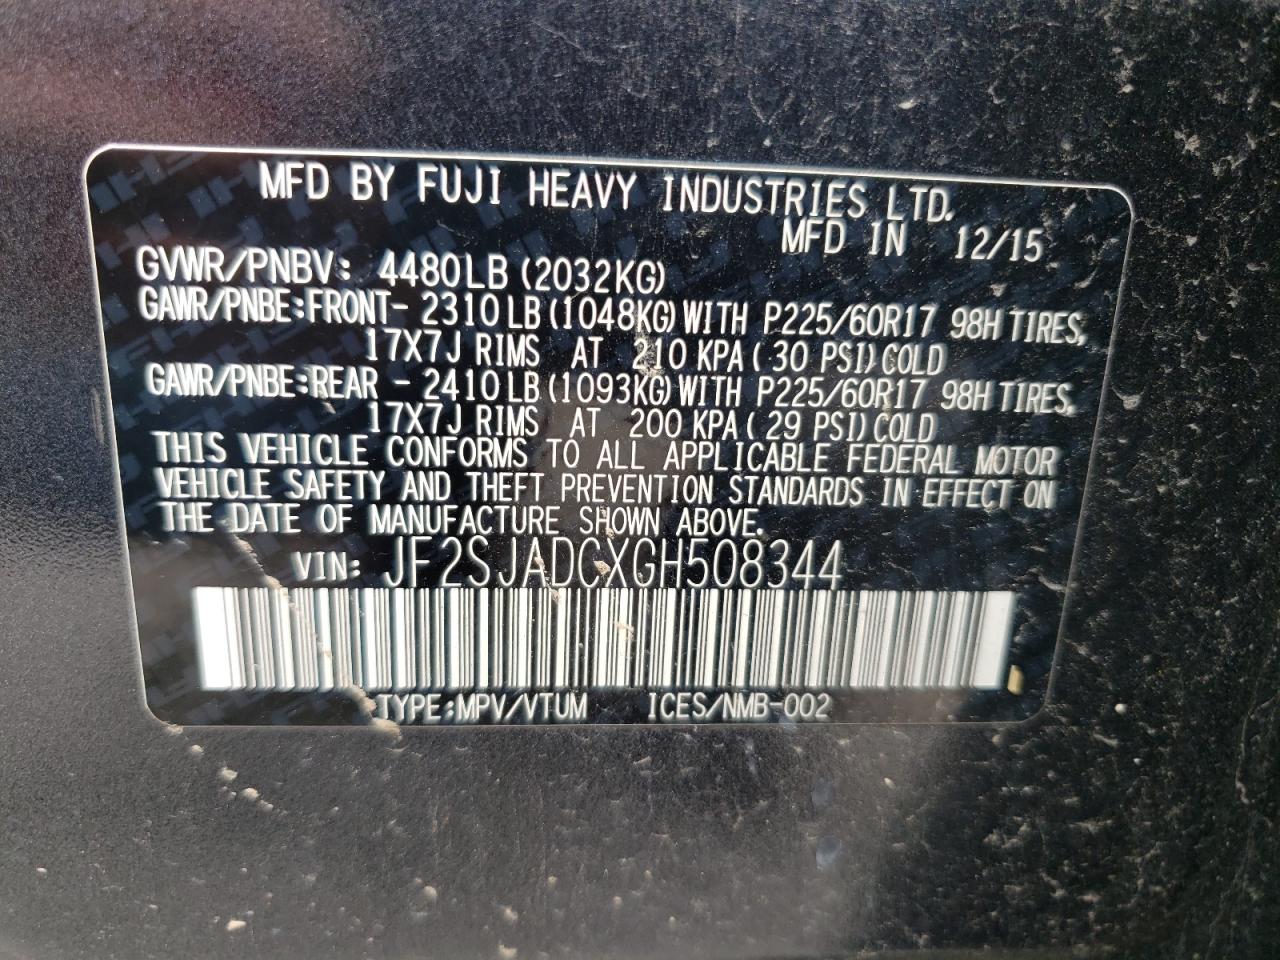 MFD BY FUJI HEAVY INDUSTRIES LTD.
MFD IN 12/15
GVWR/PNBV: 4480LB (2032KG)
GAWR/PNBE:FRONT- 2310 LB (1048KG) WITH P225/60R17 98H TIRES,
17X7J RIMS AT 210 KPA ( 30 PSI) COLD
GAWR/PNBE:REAR - 2410 LB (1093KG) WITH P225/60R17 98H TIRES,
17X7J RIMS AT 200 KPA ( 29 PSI) COLD
THIS VEHICLE CONFORMS TO ALL APPLICABLE FEDERAL MOTOR
VEHICLE SAFETY AND THEFT PREVENTION STANDARDS IN EFFECT ON
THE DATE OF MANUFACTURE SHOWN ABOVE.
VIN: JF2SJADCXGH508344
TYPE:MPV/VTUM ICES/NMB-002